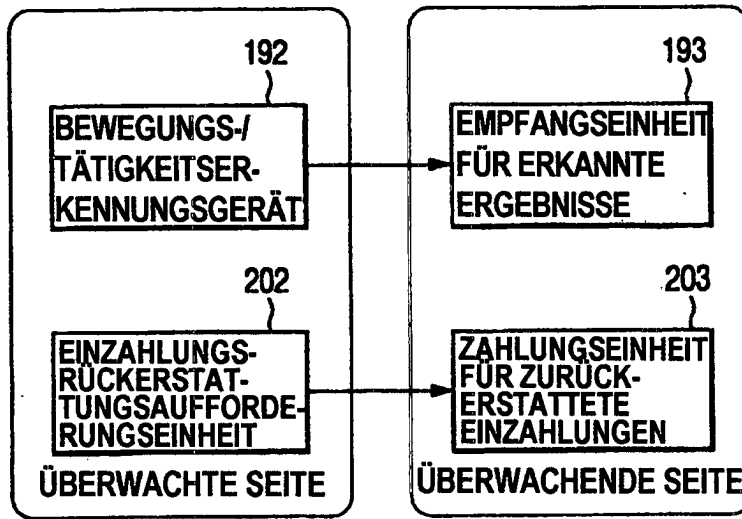 192
BEWEGUNGS-/
TÄTIGKEITSER-
KENNUNGSGERÄT
193
EMPFANGSEINHEIT
FÜR ERKANNTE
ERGEBNISSE
202
EINZAHLUNGS-
RÜCKERSTAT-
TUNGSAUFFORDE-
RUNGSEINHEIT
203
ZAHLUNGSEINHEIT
FÜR ZURÜCK-
ERSTATTETE
EINZAHLUNGEN
ÜBERWACHTE SEITE
ÜBERWACHENDE SEITE